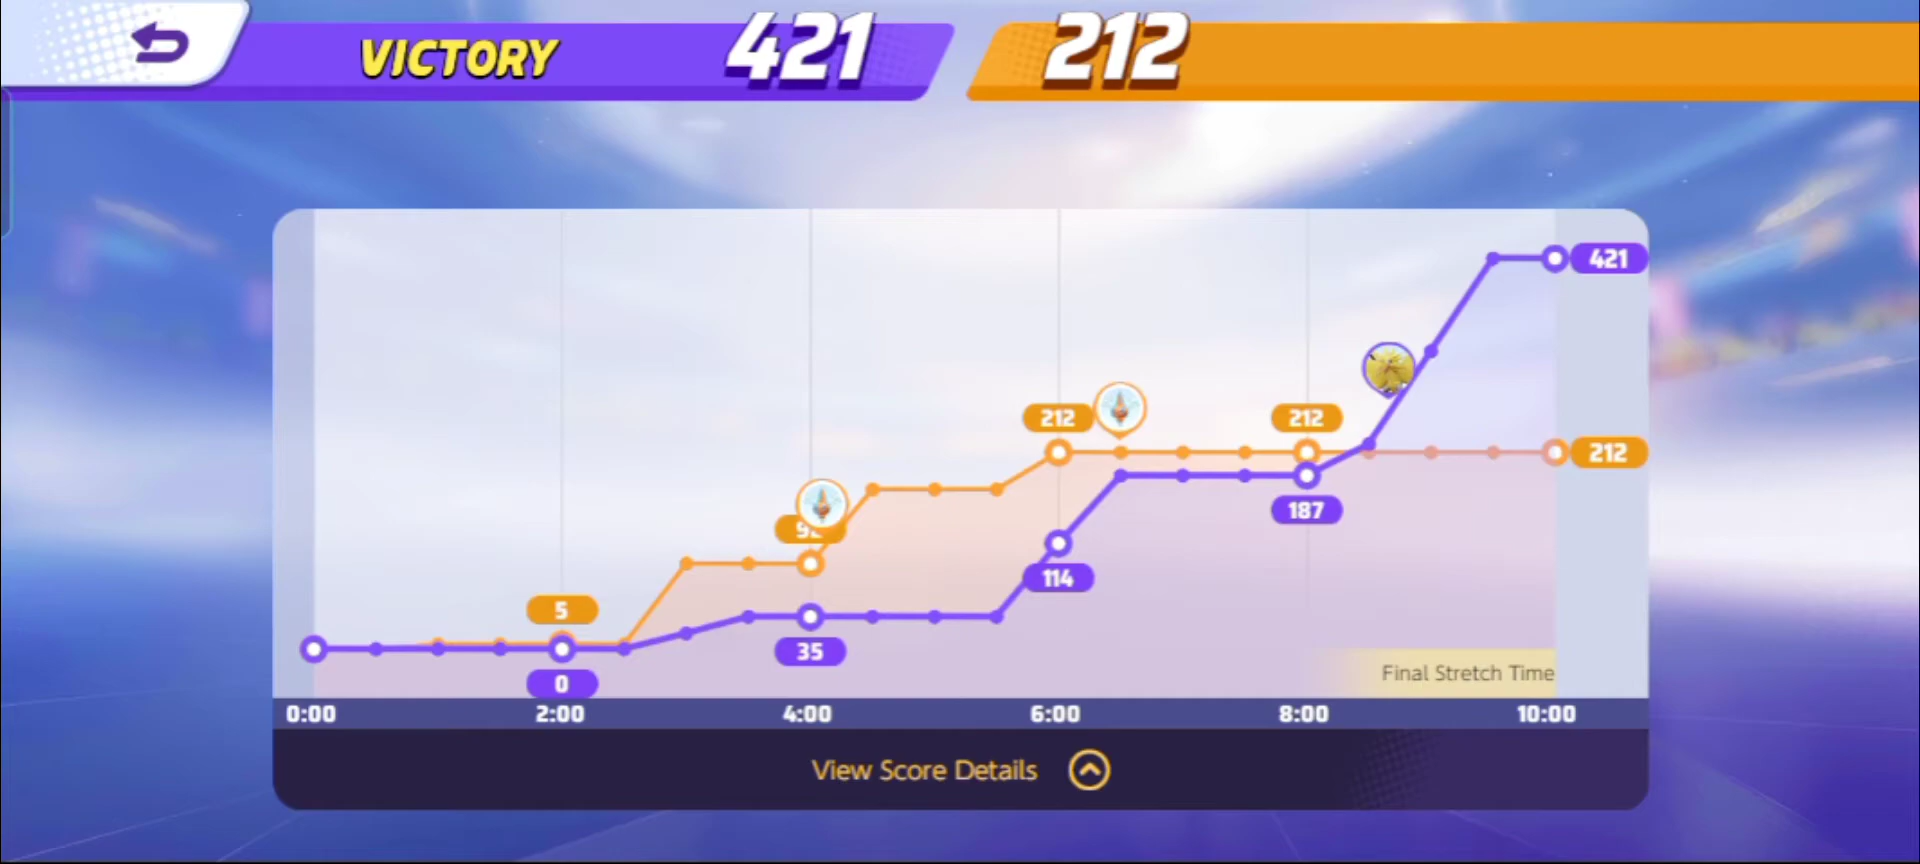 VICTORY 421 212
421
212 212
212
5
187
114
35
0
Final Stretch Time
0:00 2:00 4:00 6:00 8:00 10:00
View Score Details